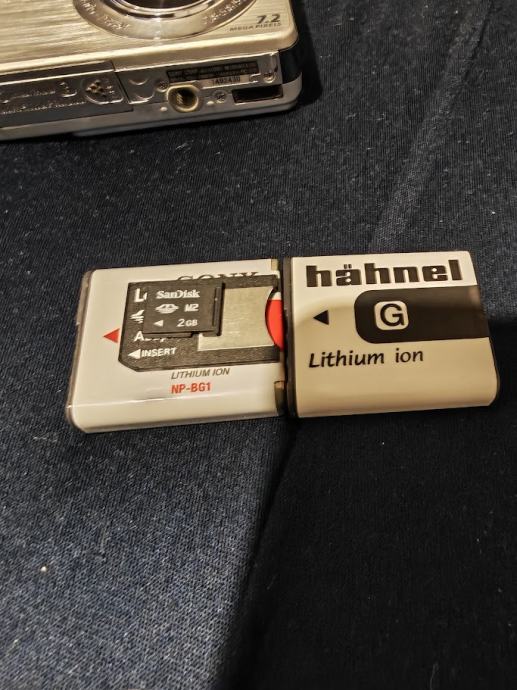 7.2
MEGA PIXELS
SONY
SanDisk
M2
2GB
INSERT
LITHIUM ION
NP-BG1
hähnel
G
Lithium ion